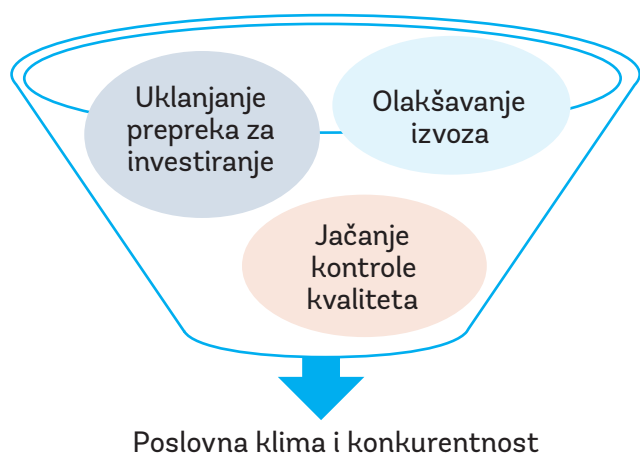 Uklanjanje
prepreka za
investiranje
Olakšavanje
izvoza
Jačanje
kontrole
kvaliteta
Poslovna klima i konkurentnost